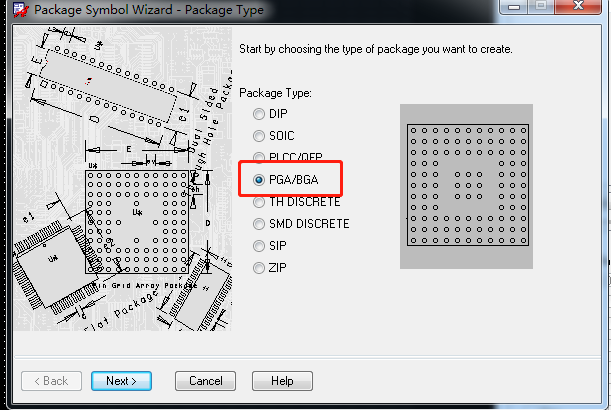 Package Symbol Wizard - Package Type
Start by choosing the type of package you want to create.
Package Type:
DIP
SOIC
PLCC/QFP
PGA/BGA
TH DISCRETE
SMD DISCRETE
SIP
ZIP
E
D
e1
Dual Sided
Through Hole Package
E
U*
U*
D
e1
e2
U*
Pin Grid Array Package
Flat Package
< Back
Next >
Cancel
Help